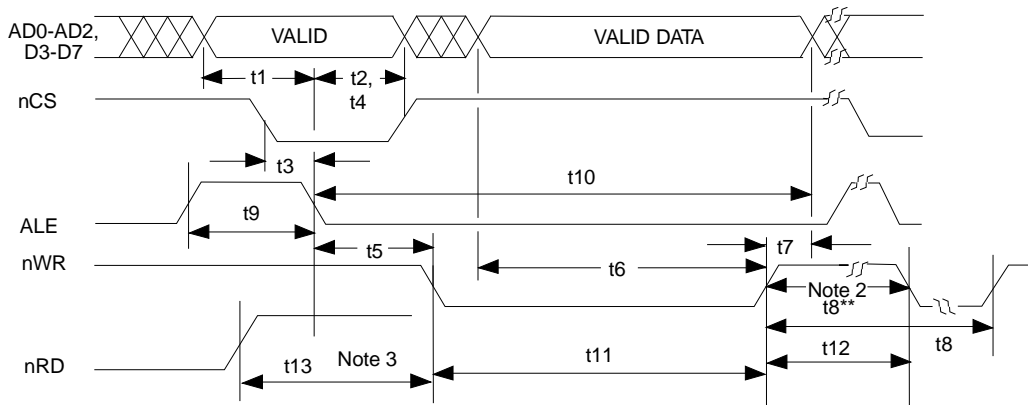 AD0-AD2,
D3-D7
VALID
VALID DATA
t1
t2,
t4
nCS
t3
t10
ALE
t9
t5
t7
nWR
t6
Note 2
t8**
t8
nRD
t13
Note 3
t11
t12